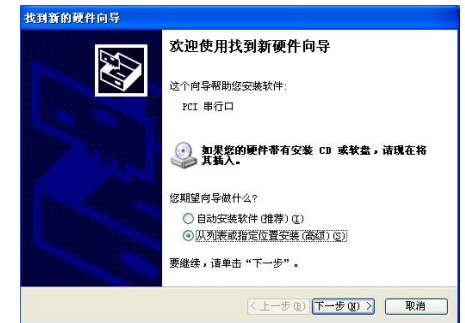 找到新的硬件向导
欢迎使用找到新硬件向导
这个向导帮助您安装软件:
PCI 串行口
如果您的硬件带有安装 CD 或软盘，请现在将
其插入。
您期望向导做什么?
自动安装软件(推荐)(I)
从列表或指定位置安装(高级)(S)
要继续，请单击“下一步”。
< 上一步(B) 下一步(N) > 取消